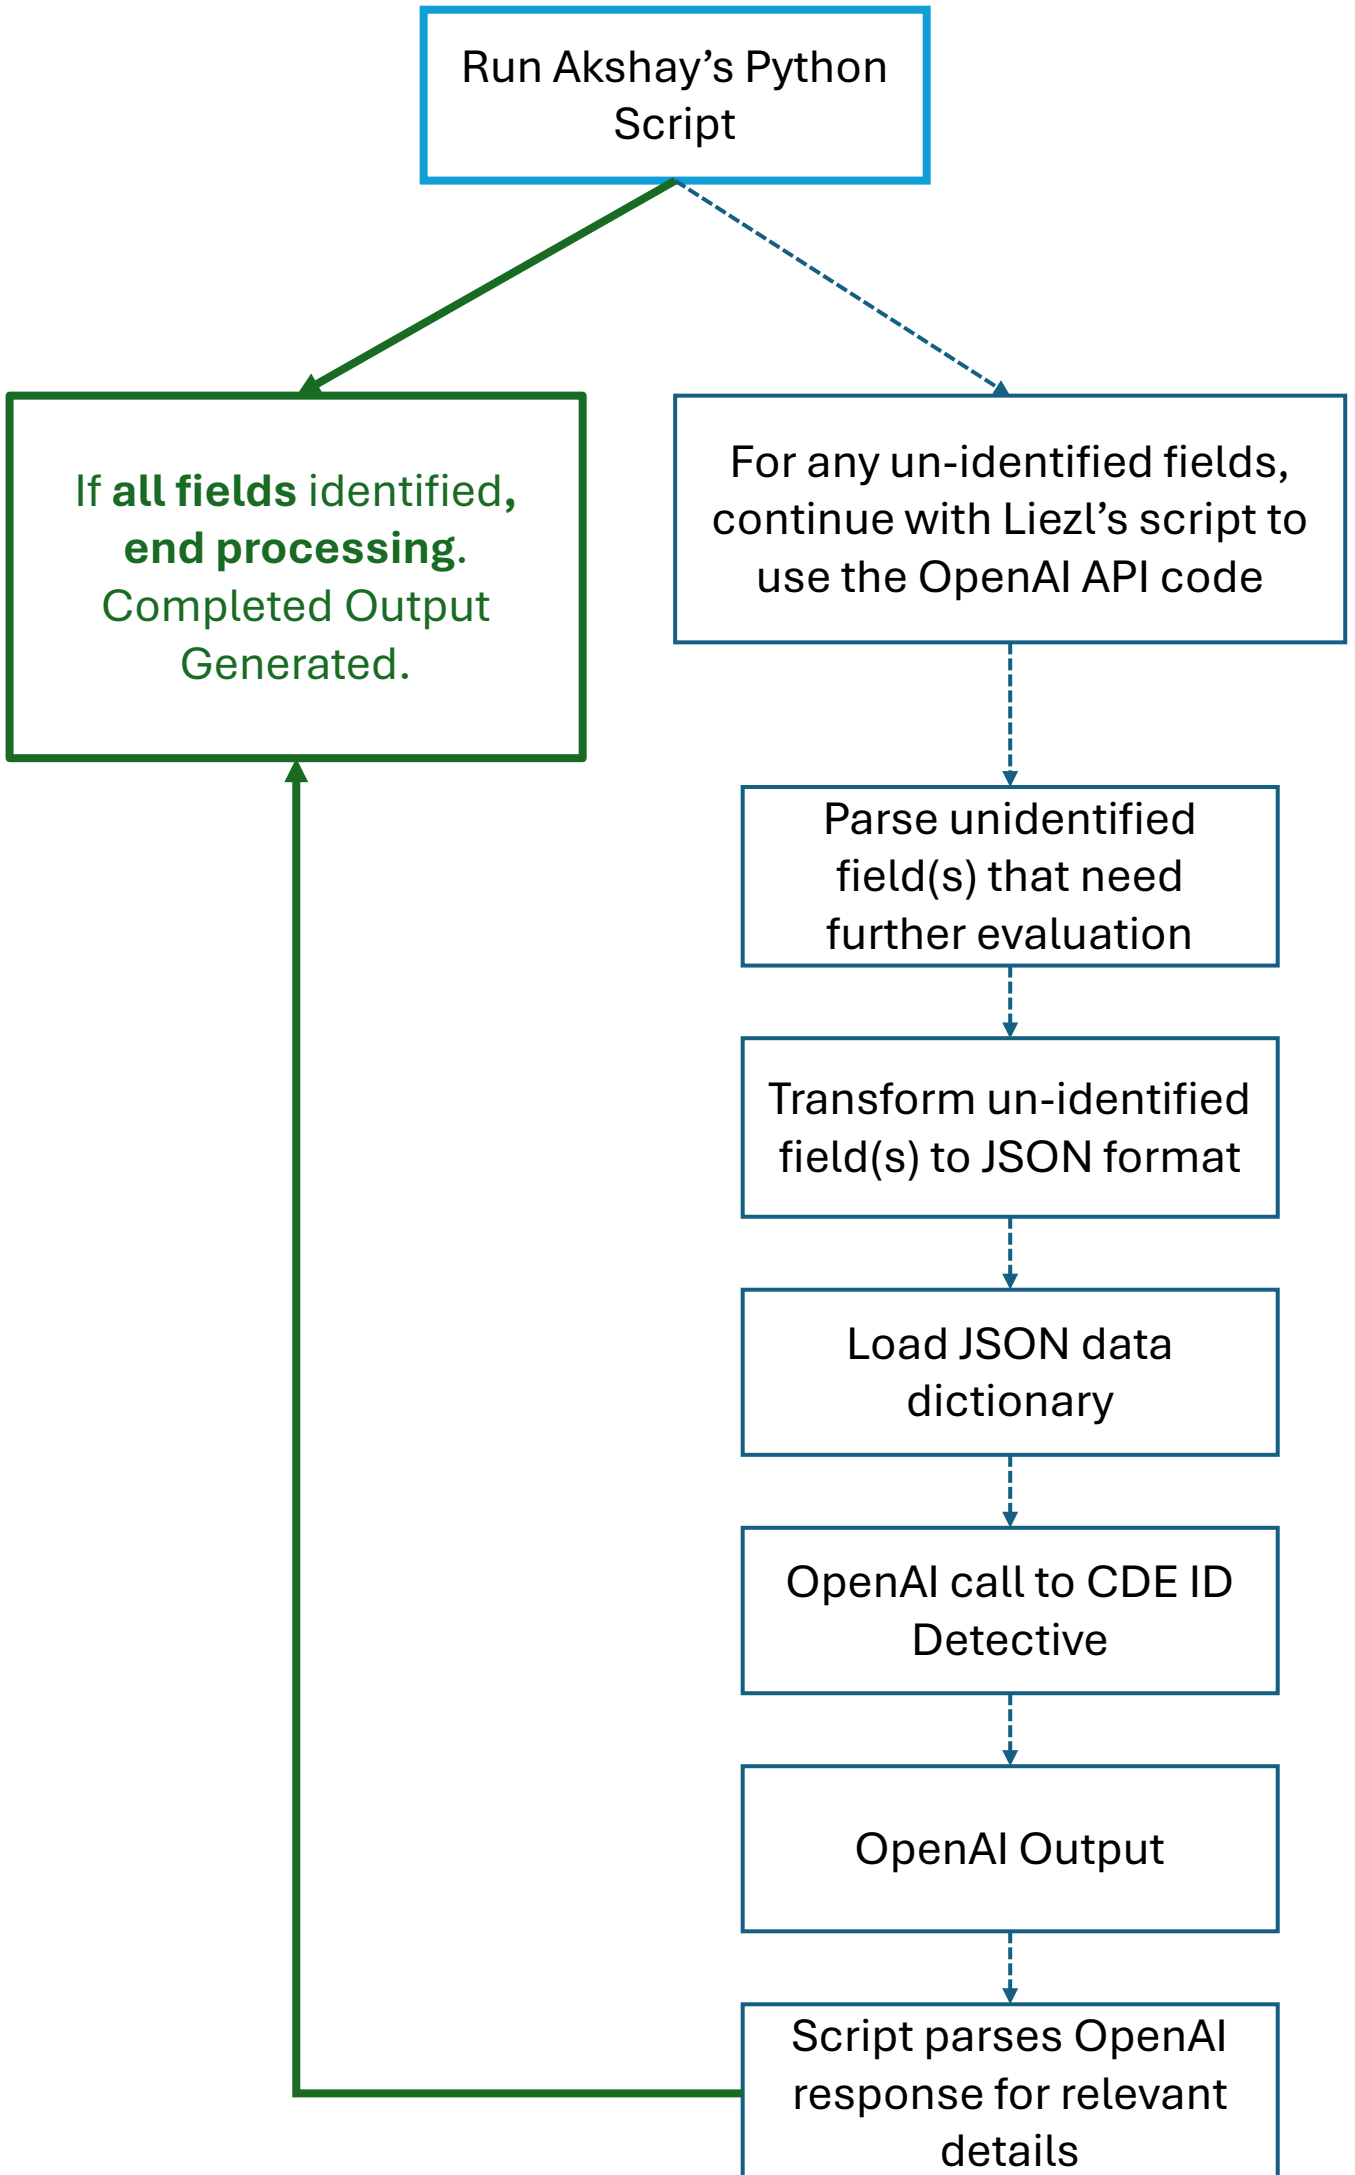 Run Akshay’s Python
Script
If all fields identified,
end processing.
Completed Output
Generated.
For any un-identified fields,
continue with Liezl’s script to
use the OpenAI API code
Parse unidentified
field(s) that need
further evaluation
Transform un-identified
field(s) to JSON format
Load JSON data
dictionary
OpenAI call to CDE ID
Detective
OpenAI Output
Script parses OpenAI
response for relevant
details